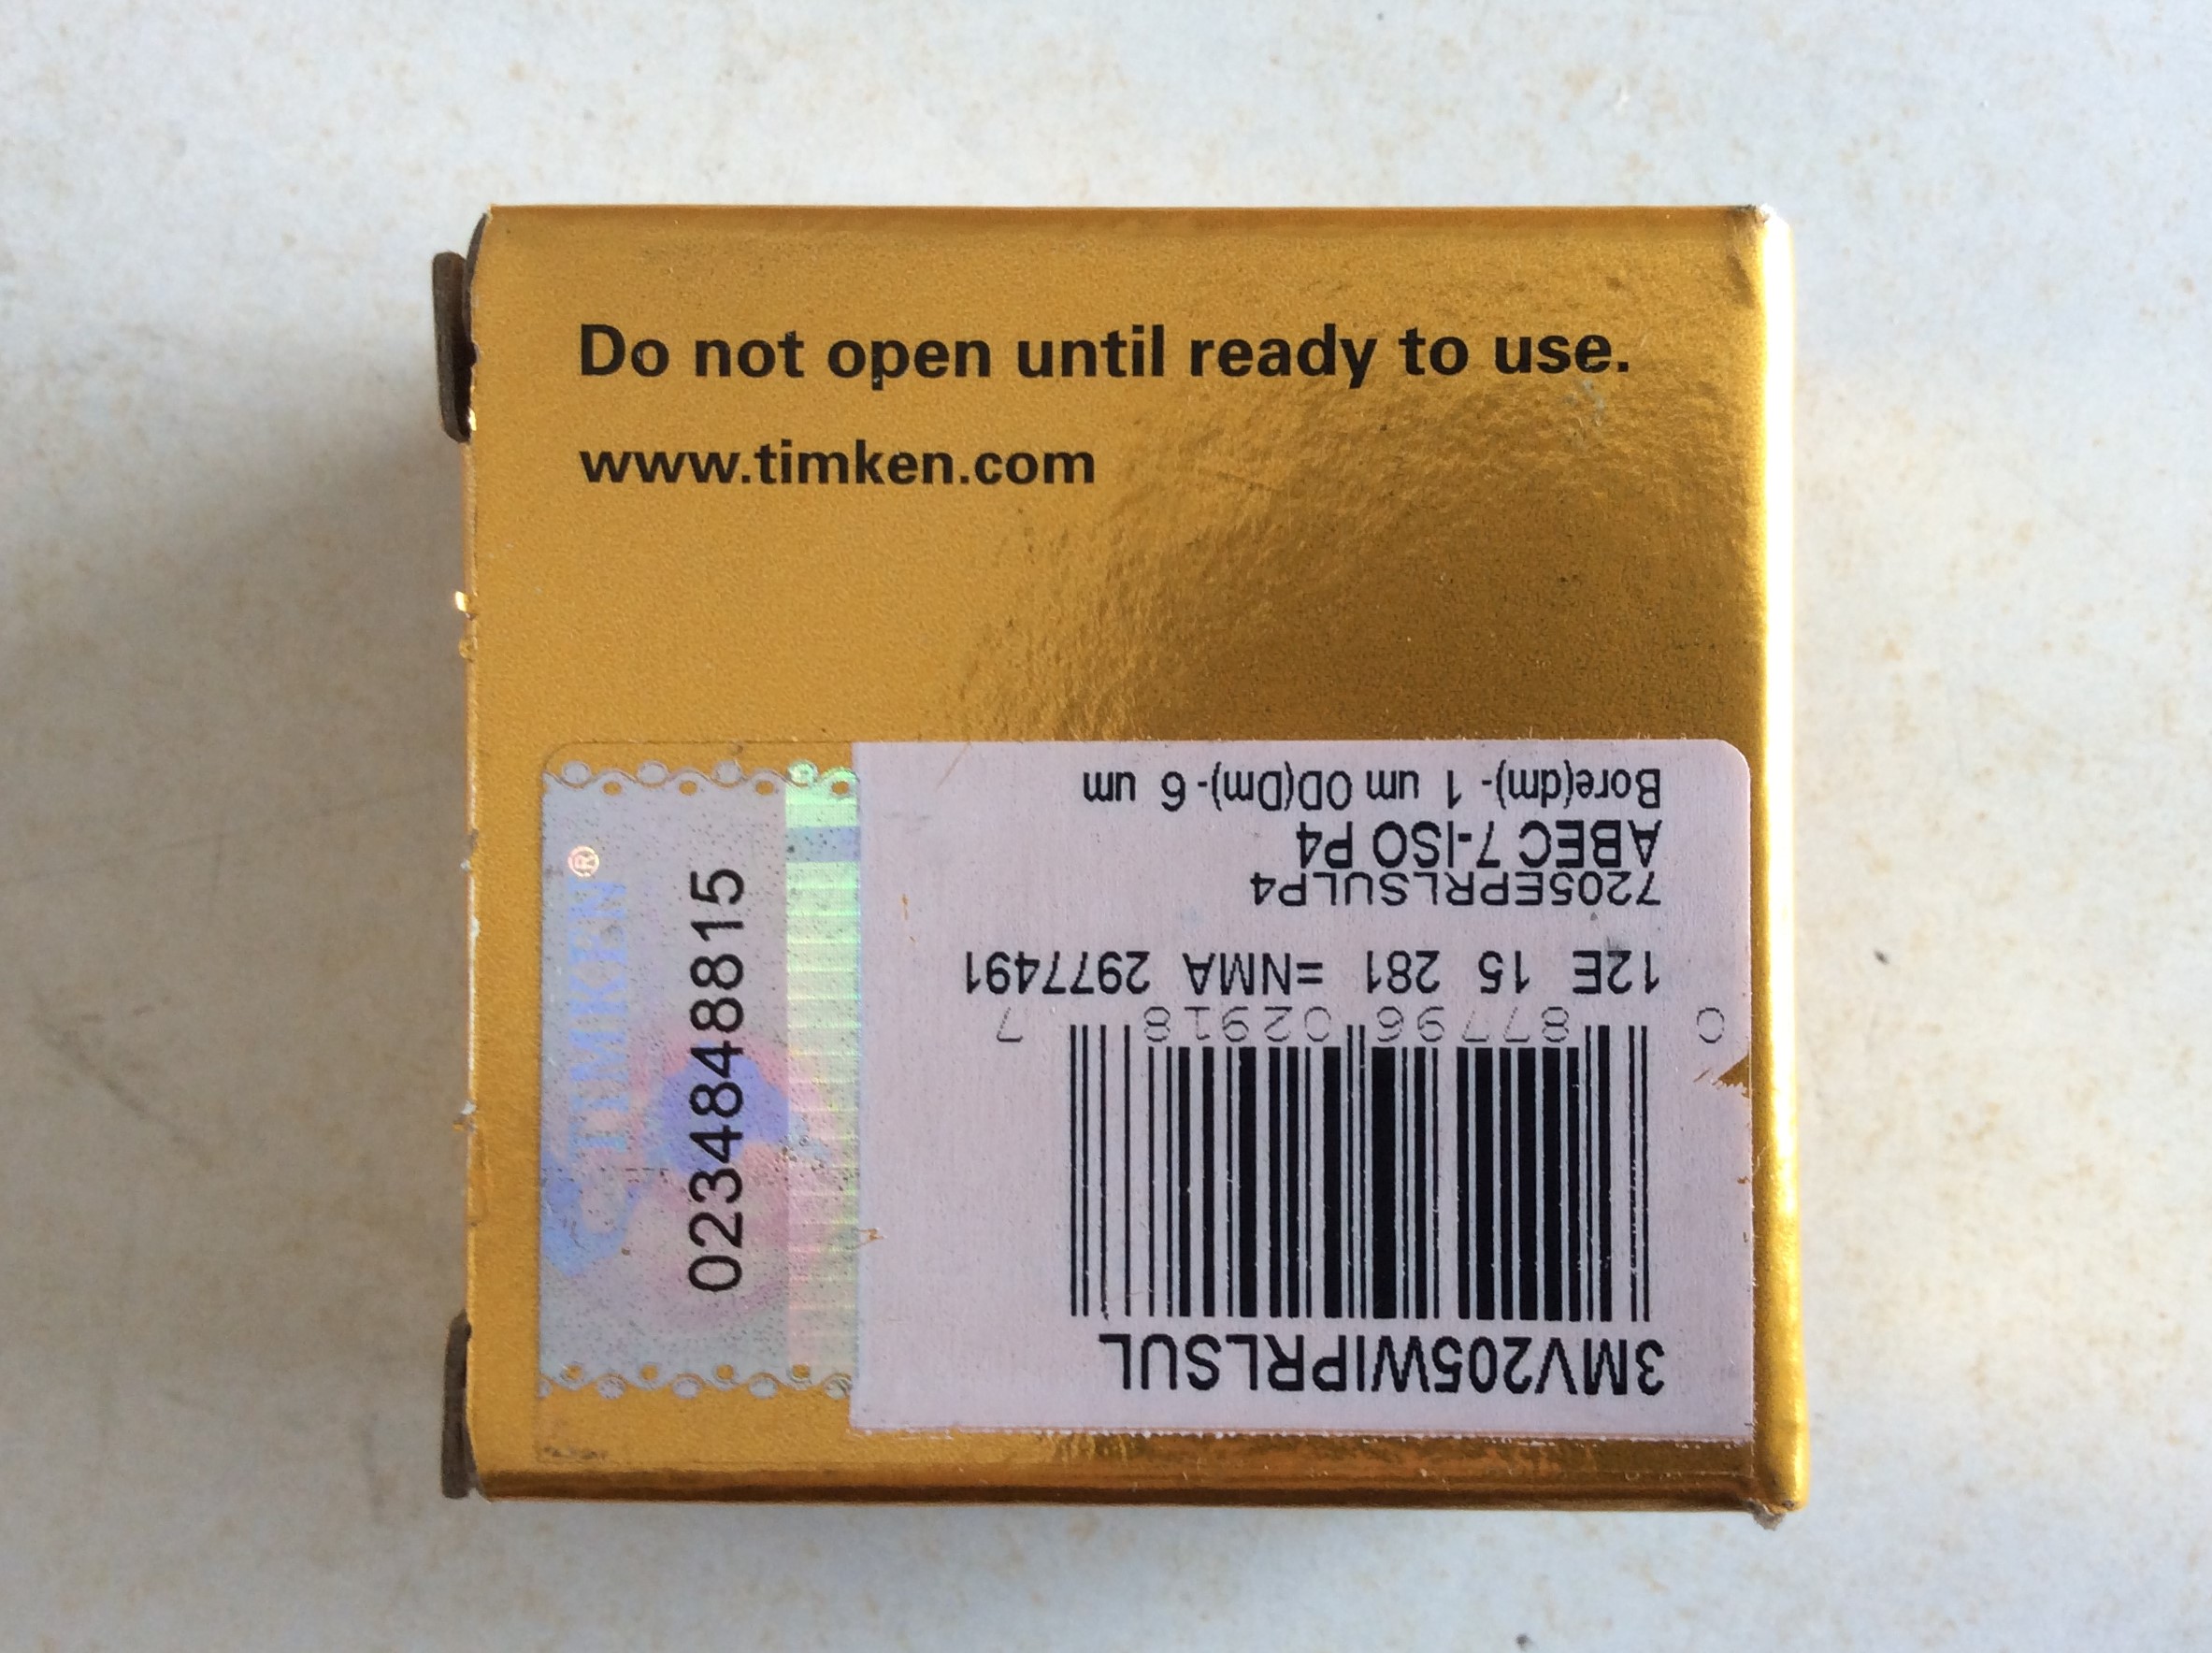 Do not open until ready to use.
www.timken.com
TIMKEN®
0234848815
3MV205WIPRLSUL
0 87796 02918 7
12E 15 281 =NMA 2977491
7205EPRLSULP4
ABEC 7-ISO P4
Bore(dm)- 1 um OD(Dm)- 6 um